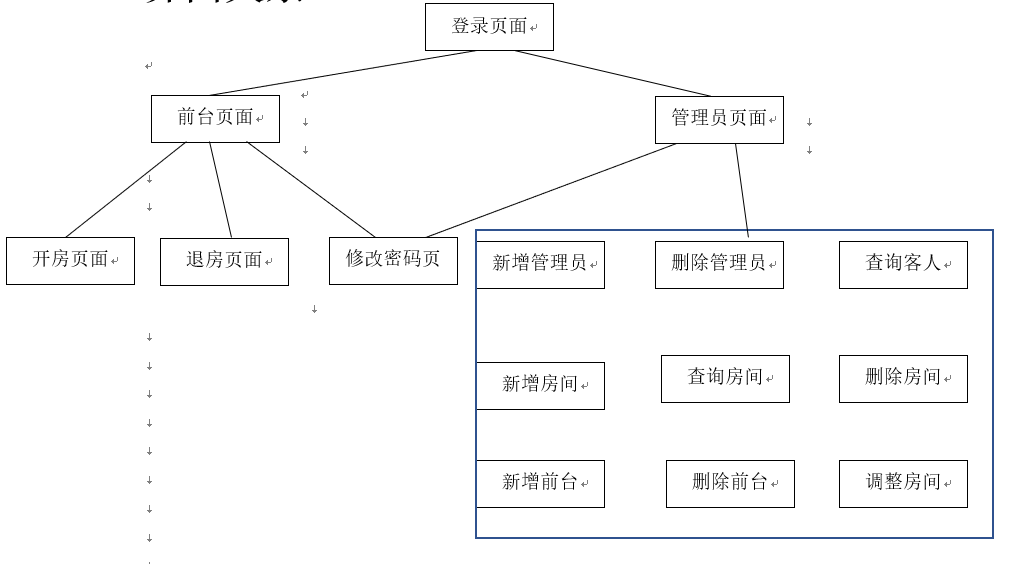 登录页面
前台页面
管理员页面
开房页面
退房页面
修改密码页
新增管理员
删除管理员
查询客人
新增房间
查询房间
删除房间
新增前台
删除前台
调整房间